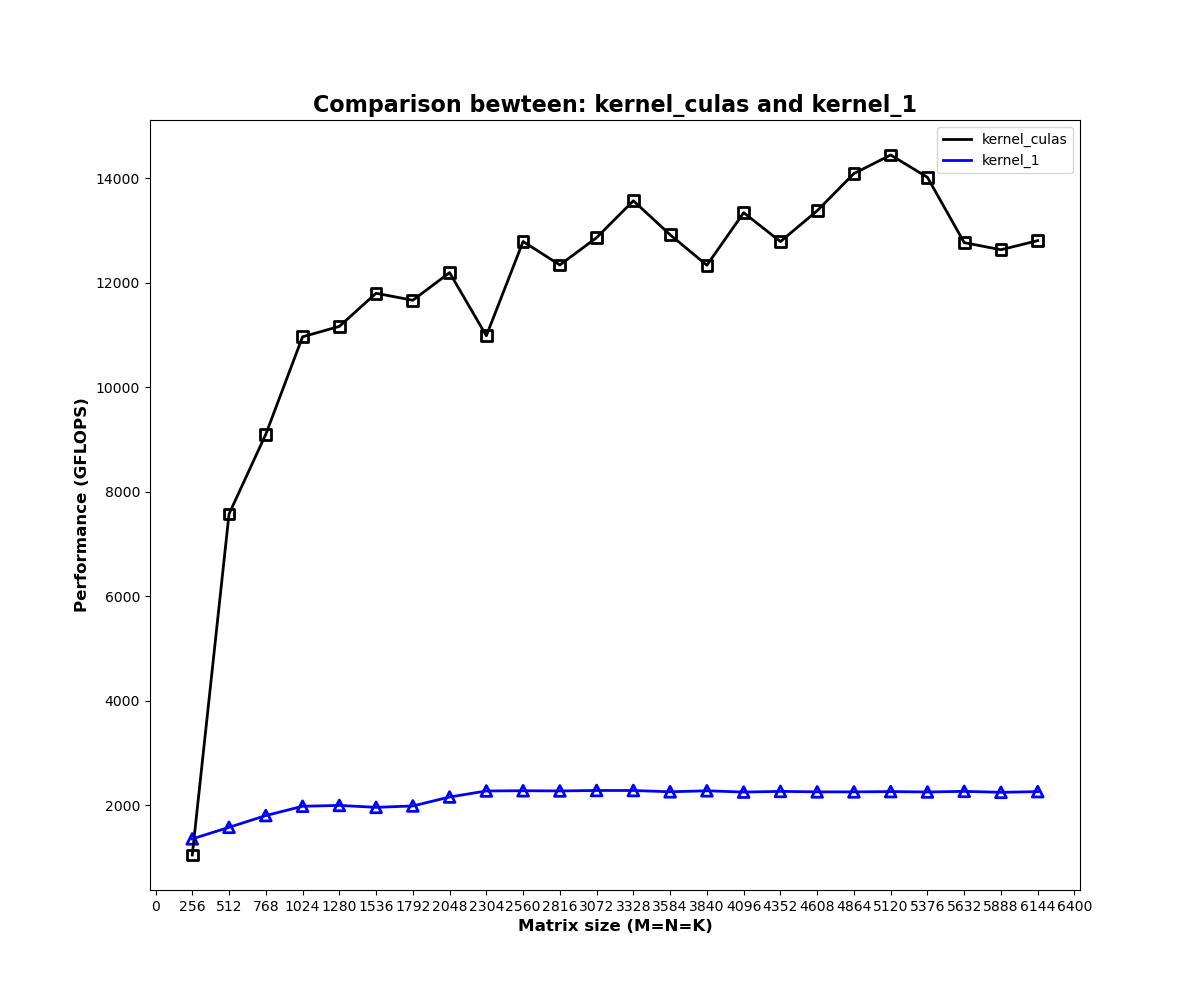 Comparison bewteen: kernel_culas and kernel_1
kernel_culas
kernel_1
Performance (GFLOPS)
14000
12000
10000
8000
6000
4000
2000
0 256 512 768 1024 1280 1536 1792 2048 2304 2560 2816 3072 3328 3584 3840 4096 4352 4608 4864 5120 5376 5632 5888 6144 6400
Matrix size (M=N=K)